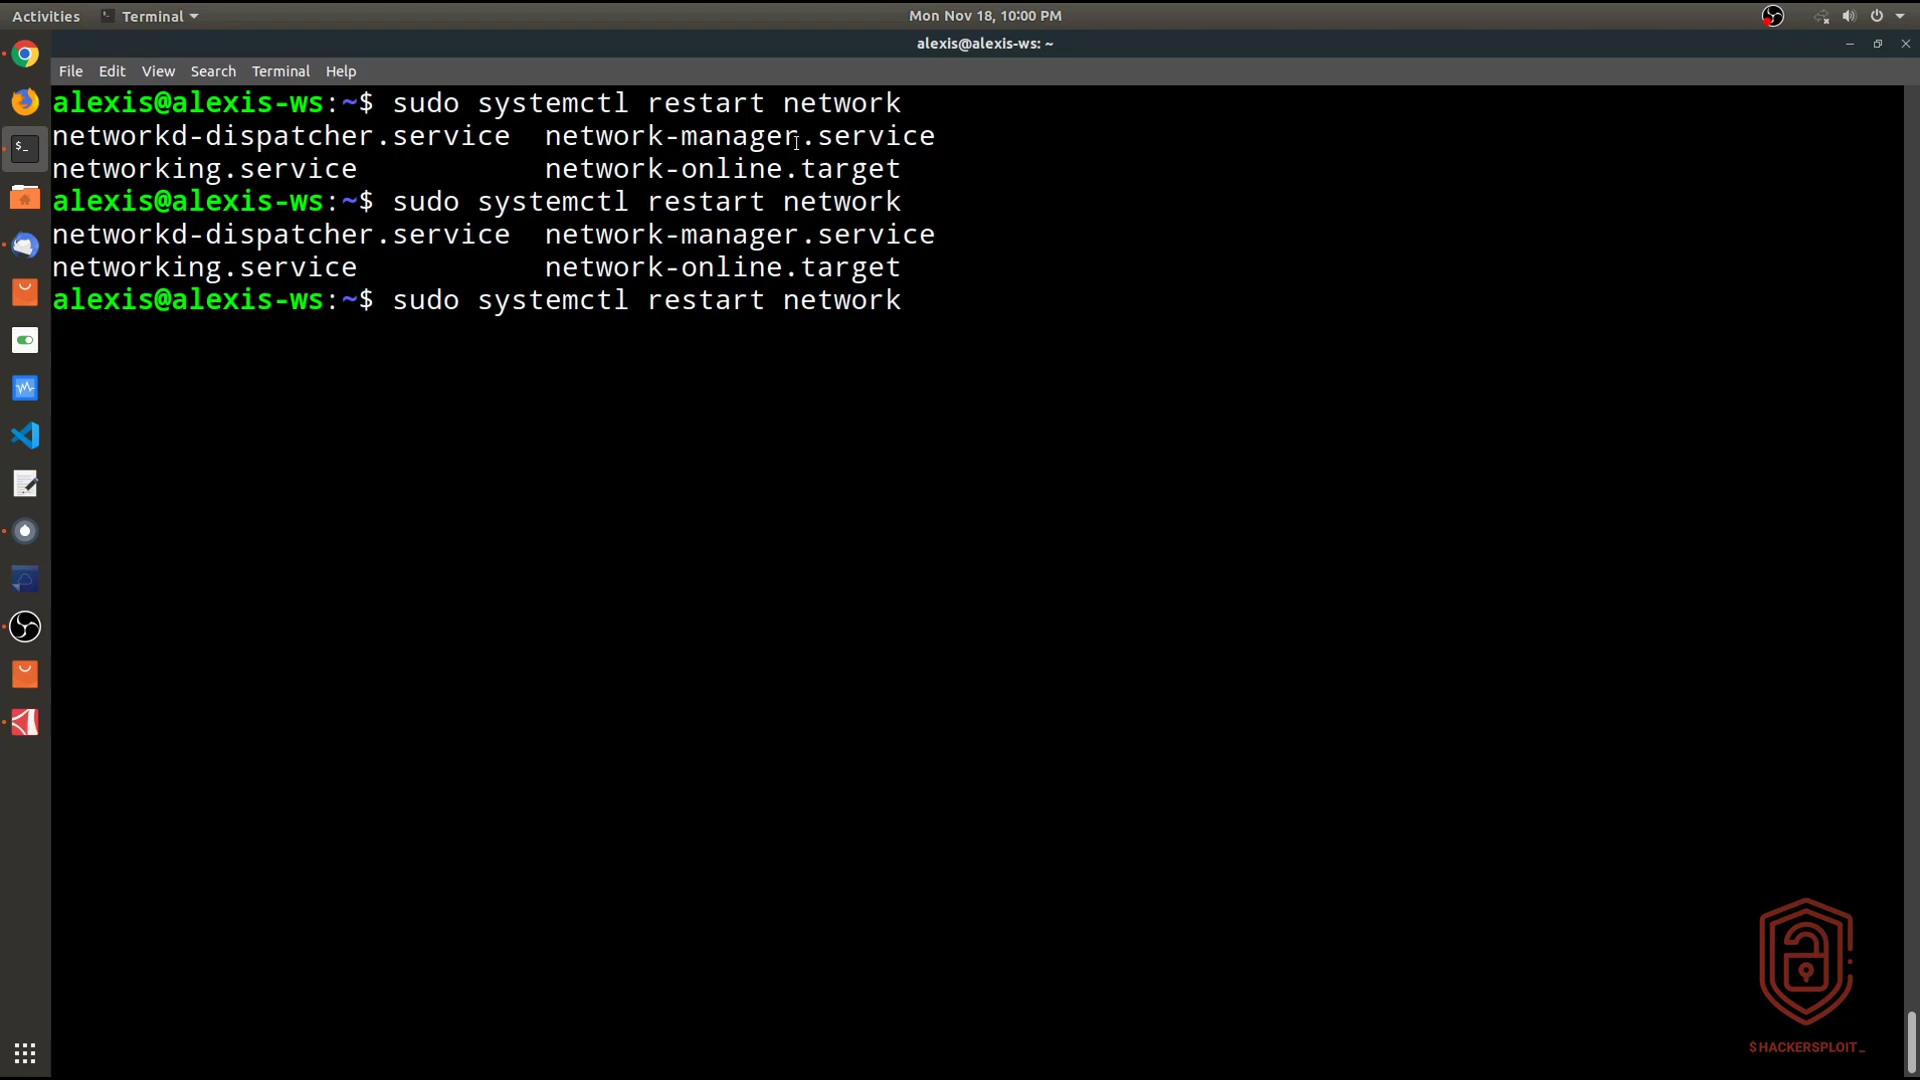 Activities Terminal Mon Nov 18, 10:00 PM
alexis@alexis-ws: ~
File Edit View Search Terminal Help
alexis@alexis-ws:~$ sudo systemctl restart network
networkd-dispatcher.service network-manager.service
networking.service network-online.target
alexis@alexis-ws:~$ sudo systemctl restart network
networkd-dispatcher.service network-manager.service
networking.service network-online.target
alexis@alexis-ws:~$ sudo systemctl restart network
$HACKERSPLOIT_